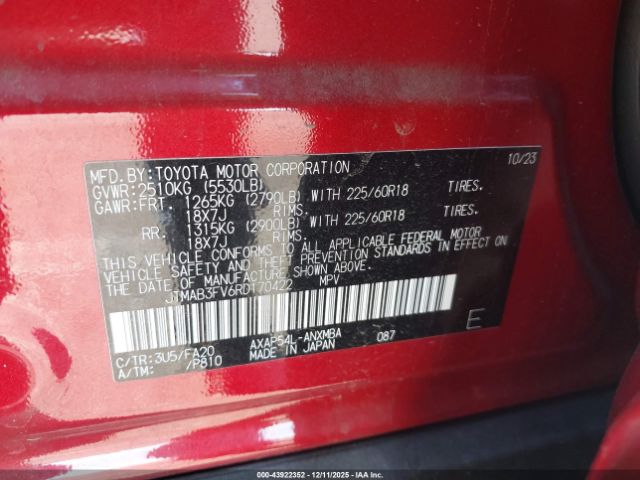 MFD.BY:TOYOTA MOTOR CORPORATION 10/23
GVWR:2510KG (5530LB)
GAWR:FRT. 1265KG (2790LB) WITH 225/60R18 TIRES.
18X7J RIMS.
RR. 1315KG (2900LB) WITH 225/60R18 TIRES.
18X7J RIMS.
THIS VEHICLE CONFORMS TO ALL APPLICABLE FEDERAL MOTOR
VEHICLE SAFETY AND THEFT PREVENTION STANDARDS IN EFFECT
ON THE DATE OF MANUFACTURE SHOWN ABOVE.
JTMAB3FV6RD170422 MPV
C/TR:3U5/FA20 AXAP54L-ANXMBA 087 E
A/TM: /P810 MADE IN JAPAN
000-43922352 - 12/11/2025 - IAAI.com